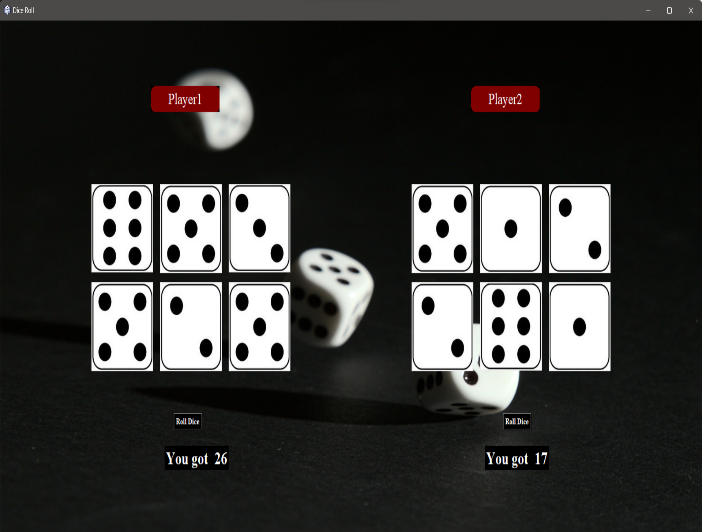 Dice Roll
Player1
Player2
Roll Dice
Roll Dice
You got 26
You got 17